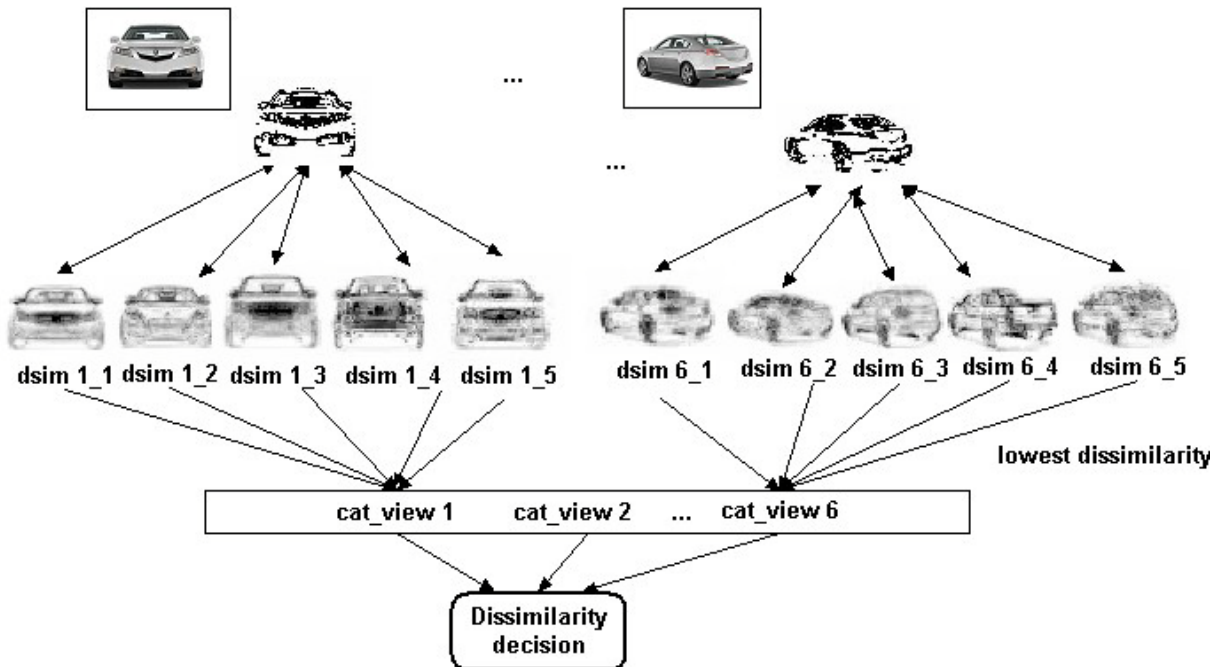 ...
...
dsim 1_1 dsim 1_2 dsim 1_3 dsim 1_4 dsim 1_5 dsim 6_1 dsim 6_2 dsim 6_3 dsim 6_4 dsim 6_5
lowest dissimilarity
cat_view 1 cat_view 2 ... cat_view 6
Dissimilarity
decision